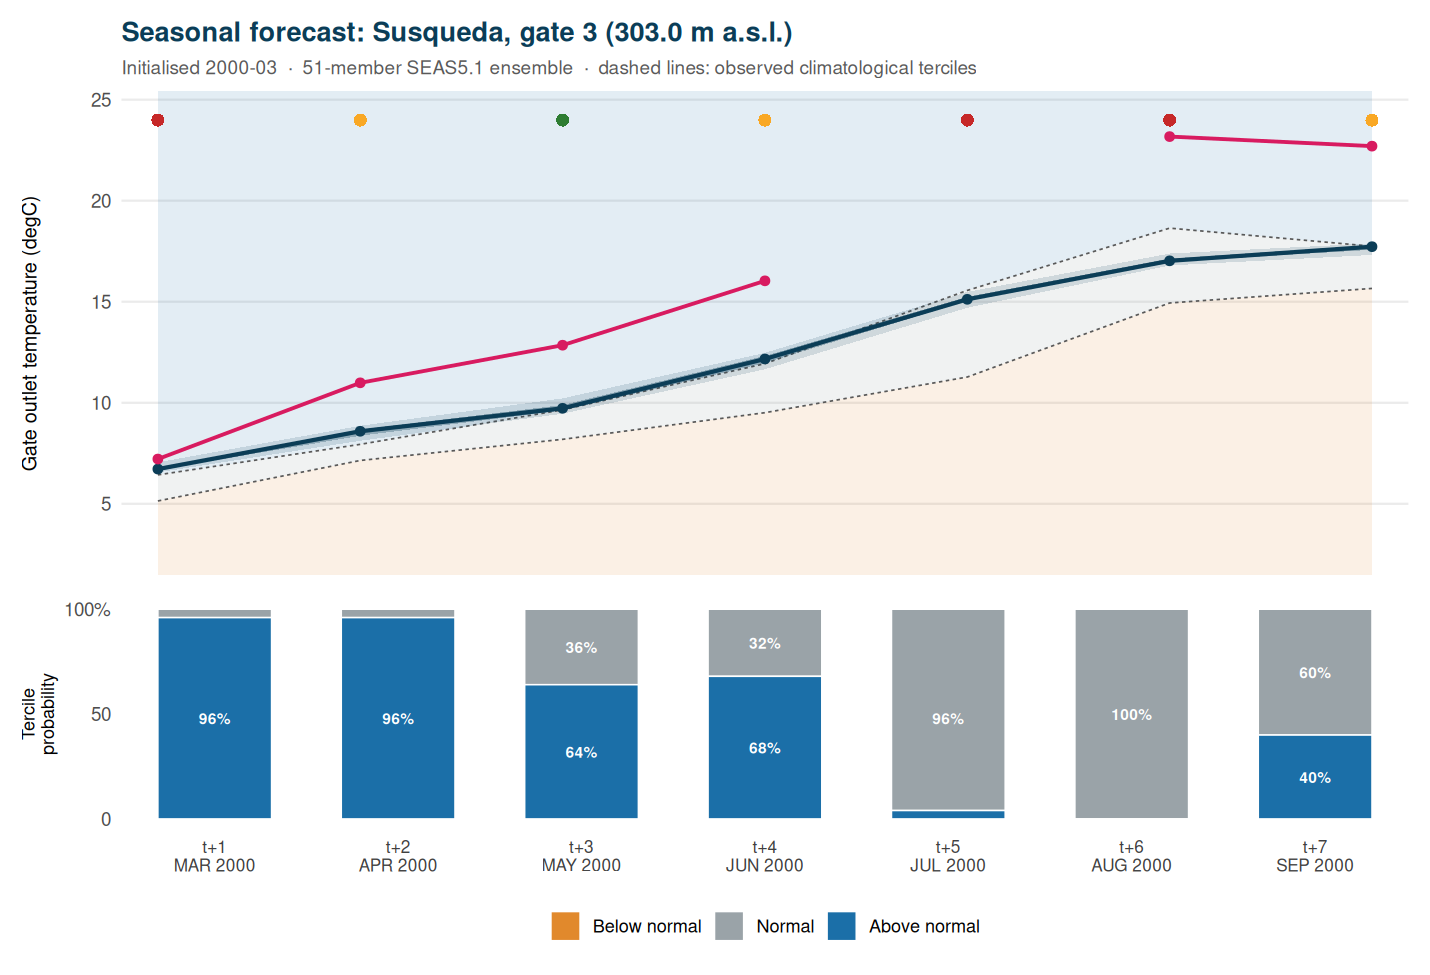 Seasonal forecast: Susqueda, gate 3 (303.0 m a.s.l.)
Initialised 2000-03 · 51-member SEAS5.1 ensemble · dashed lines: observed climatological terciles
Gate outlet temperature (degC)
25
20
15
10
5
Tercile
probability
100%
50
0
96%
96%
36%
64%
32%
68%
96%
100%
60%
40%
t+1
MAR 2000
t+2
APR 2000
t+3
MAY 2000
t+4
JUN 2000
t+5
JUL 2000
t+6
AUG 2000
t+7
SEP 2000
Below normal
Normal
Above normal